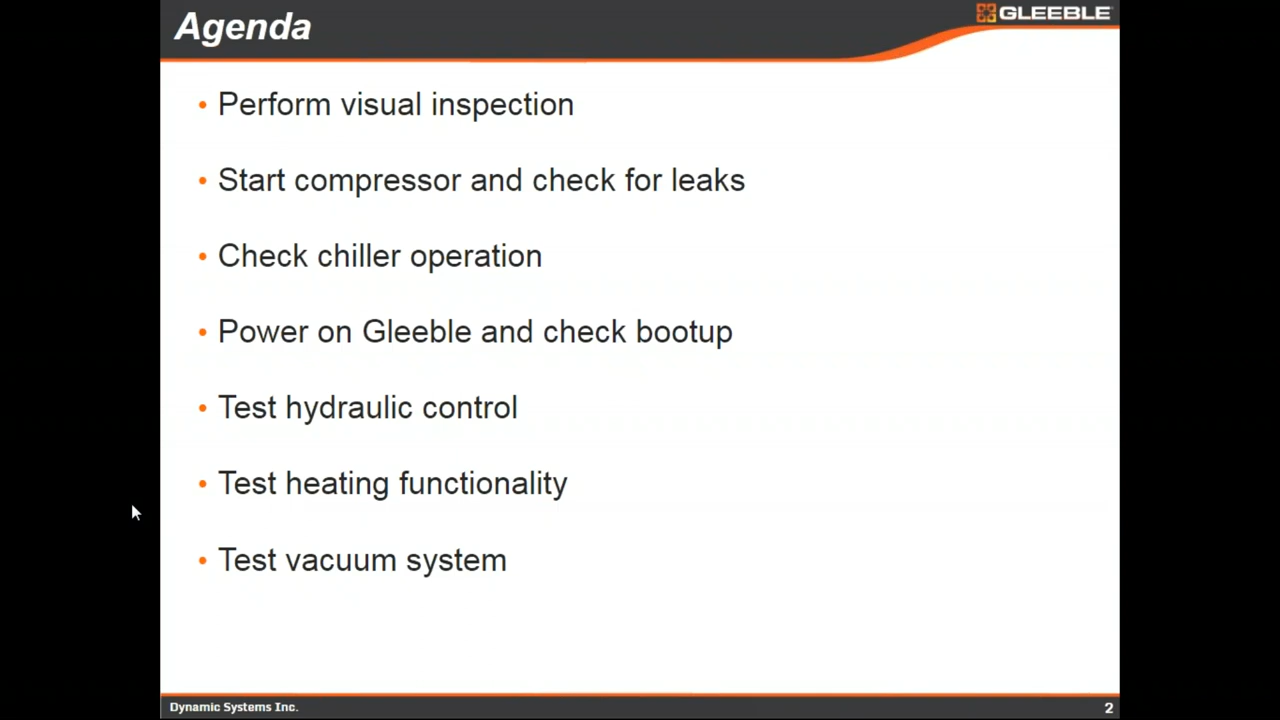 Agenda
GLEEBLE
• Perform visual inspection
• Start compressor and check for leaks
• Check chiller operation
• Power on Gleeble and check bootup
• Test hydraulic control
• Test heating functionality
• Test vacuum system
Dynamic Systems Inc.
2